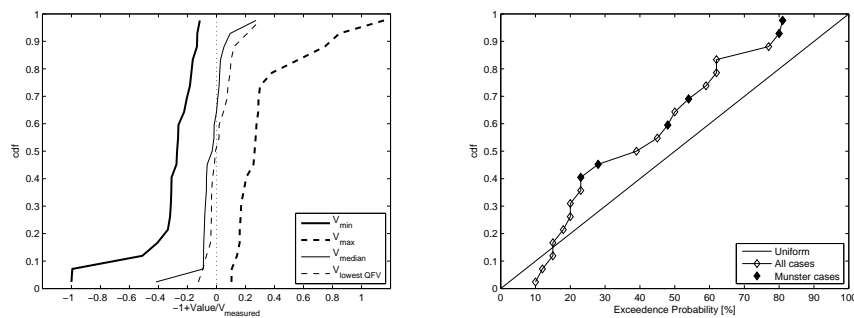 1
0.9
0.8
0.7
0.6
0.5
0.4
0.3
0.2
0.1
0
cdf
−1 −0.8 −0.6 −0.4 −0.2 0 0.2 0.4 0.6 0.8 1
−1+Value/V_measured
V_min
V_max
V_median
V_lowest QFV
1
0.9
0.8
0.7
0.6
0.5
0.4
0.3
0.2
0.1
0
cdf
0 10 20 30 40 50 60 70 80 90 100
Exceedence Probability [%]
Uniform
All cases
Munster cases